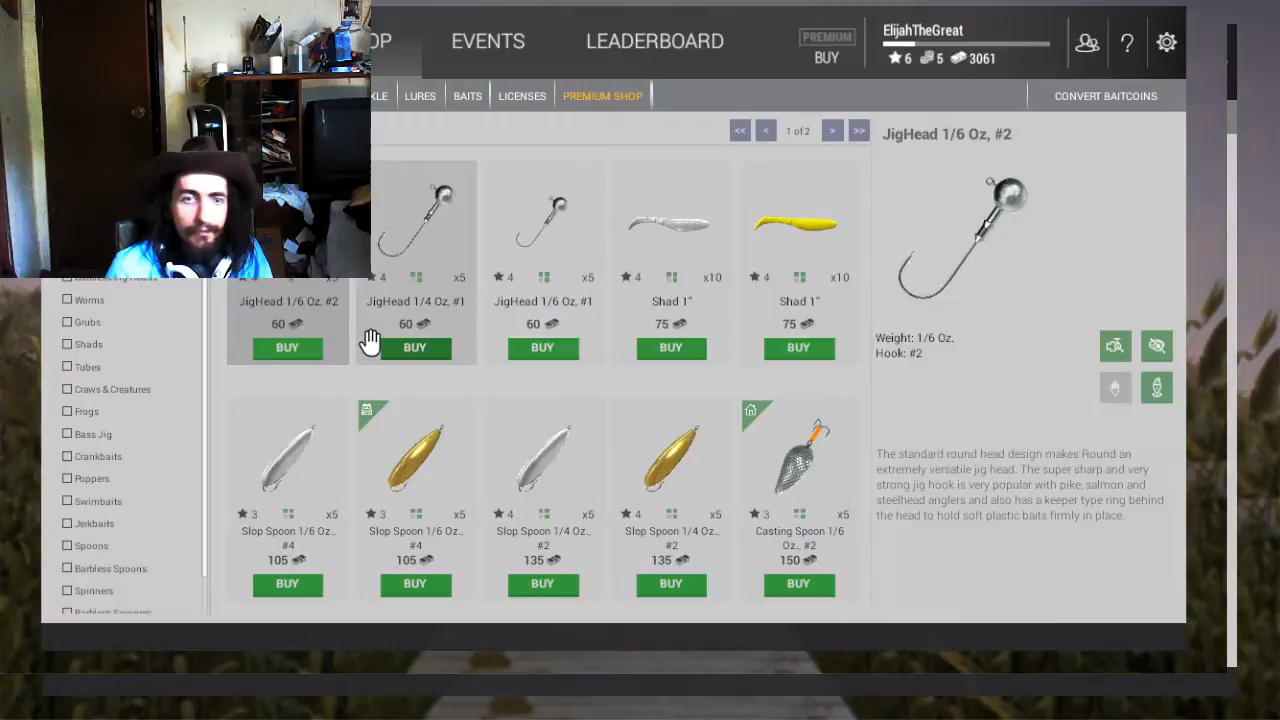 OP EVENTS LEADERBOARD PREMIUM BUY ElijahTheGreat
6 5 3061 ?
KLE LURES BAITS LICENSES PREMIUM SHOP CONVERT BAITCOINS
<< < 1 of 2 > >>
JigHead 1/6 Oz, #2
4 x5 4 x5 4 x10 4 x10
JigHead 1/6 Oz, #2 JigHead 1/4 Oz, #1 JigHead 1/6 Oz, #1 Shad 1" Shad 1"
60 60 60 75 75
BUY BUY BUY BUY BUY
Weight: 1/6 Oz.
Hook: #2
Worms
Grubs
Shads
Tubes
Craws & Creatures
Frogs
Bass Jig
Crankbaits
Poppers
Swimbaits
Jerkbaits
Spoons
Barbless Spoons
Spinners
Barbless Spinners
3 x5 3 x5 4 x5 4 x5 3 x5
Slop Spoon 1/6 Oz., #4
Slop Spoon 1/6 Oz., #4
Slop Spoon 1/4 Oz., #2
Slop Spoon 1/4 Oz., #2
Casting Spoon 1/6 Oz., #2
105 105 135 135 150
BUY BUY BUY BUY BUY
The standard round head design makes Round an
extremely versatile jig head. The super sharp and very
strong jig hook is very popular with pike, salmon and
steelhead anglers and also has a keeper type ring behind
the head to hold soft plastic baits firmly in place.